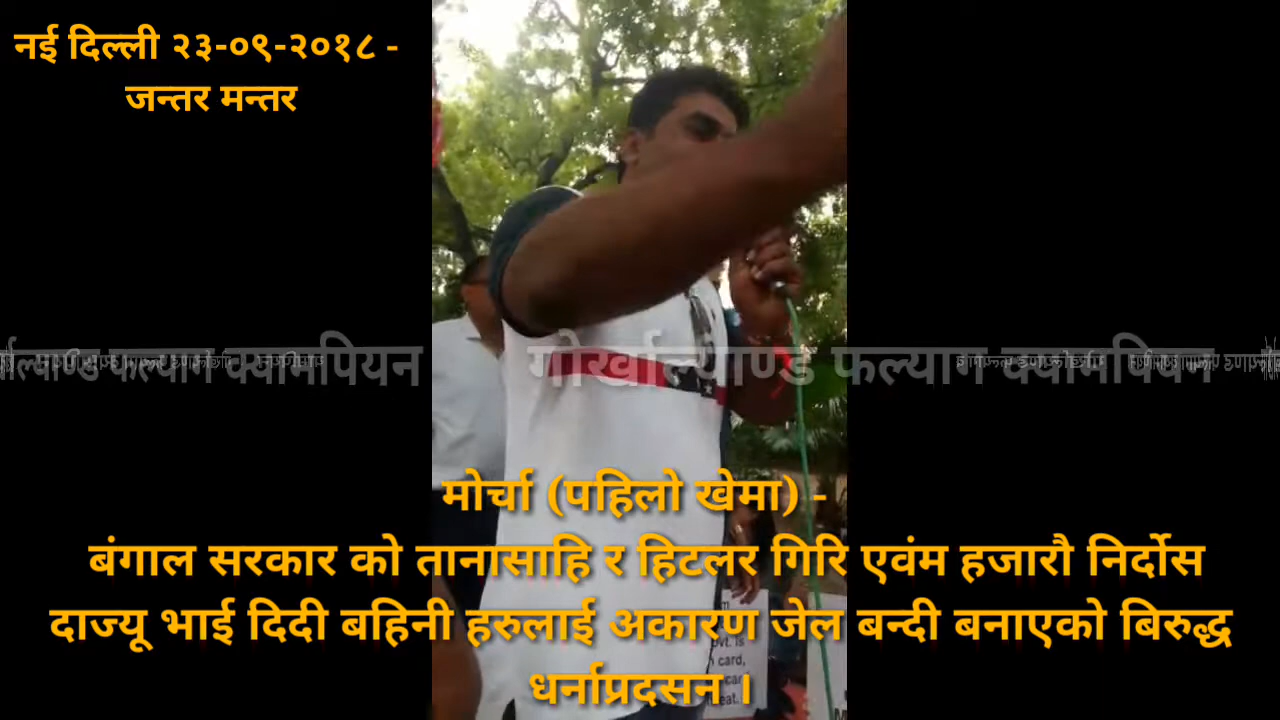 नई दिल्ली २३-०९-२०१८ -
जन्तर मन्तर
गोर्खाल्याण्ड फल्याग क्यामपियन
मोर्चा (पहिलो खेमा) -
बंगाल सरकार को तानासाहि र हिटलर गिरि एवंम हजारौ निर्दोस
दाज्यू भाई दिदी बहिनी हरुलाई अकारण जेल बन्दी बनाएको बिरुद्ध
धर्नाप्रदसन ।
card,